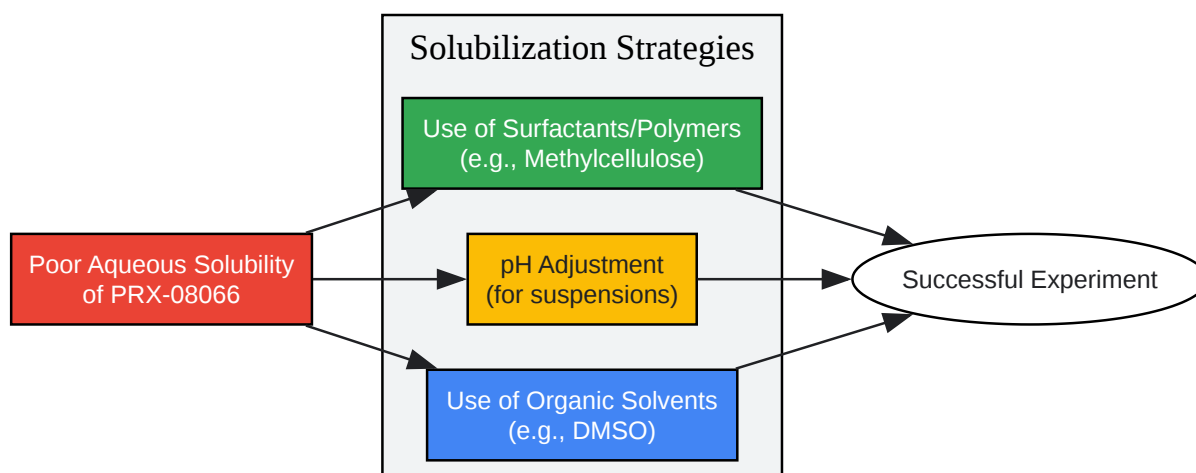 Solubilization Strategies
Use of Surfactants/Polymers
(e.g., Methylcellulose)
Poor Aqueous Solubility
of PRX-08066
pH Adjustment
(for suspensions)
Successful Experiment
Use of Organic Solvents
(e.g., DMSO)